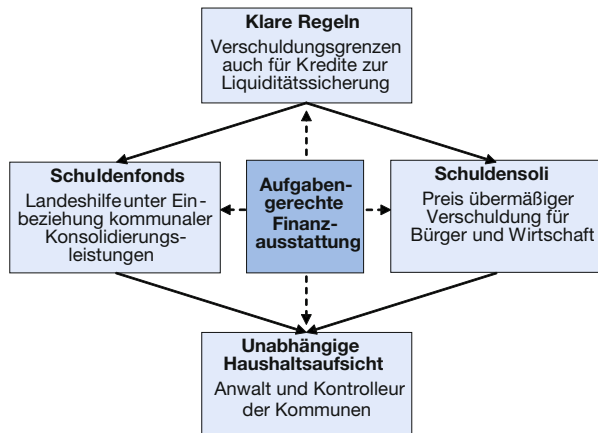 Klare Regeln
Verschuldungsgrenzen
auch für Kredite zur
Liquiditätssicherung
Schuldenfonds
Landeshilfe unter Ein-
beziehung kommunaler
Konsolidierungs-
leistungen
Aufgaben-
gerechte
Finanz-
ausstattung
Schuldensoli
Preis übermäßiger
Verschuldung für
Bürger und Wirtschaft
Unabhängige
Haushaltsaufsicht
Anwalt und Kontrolleur
der Kommunen